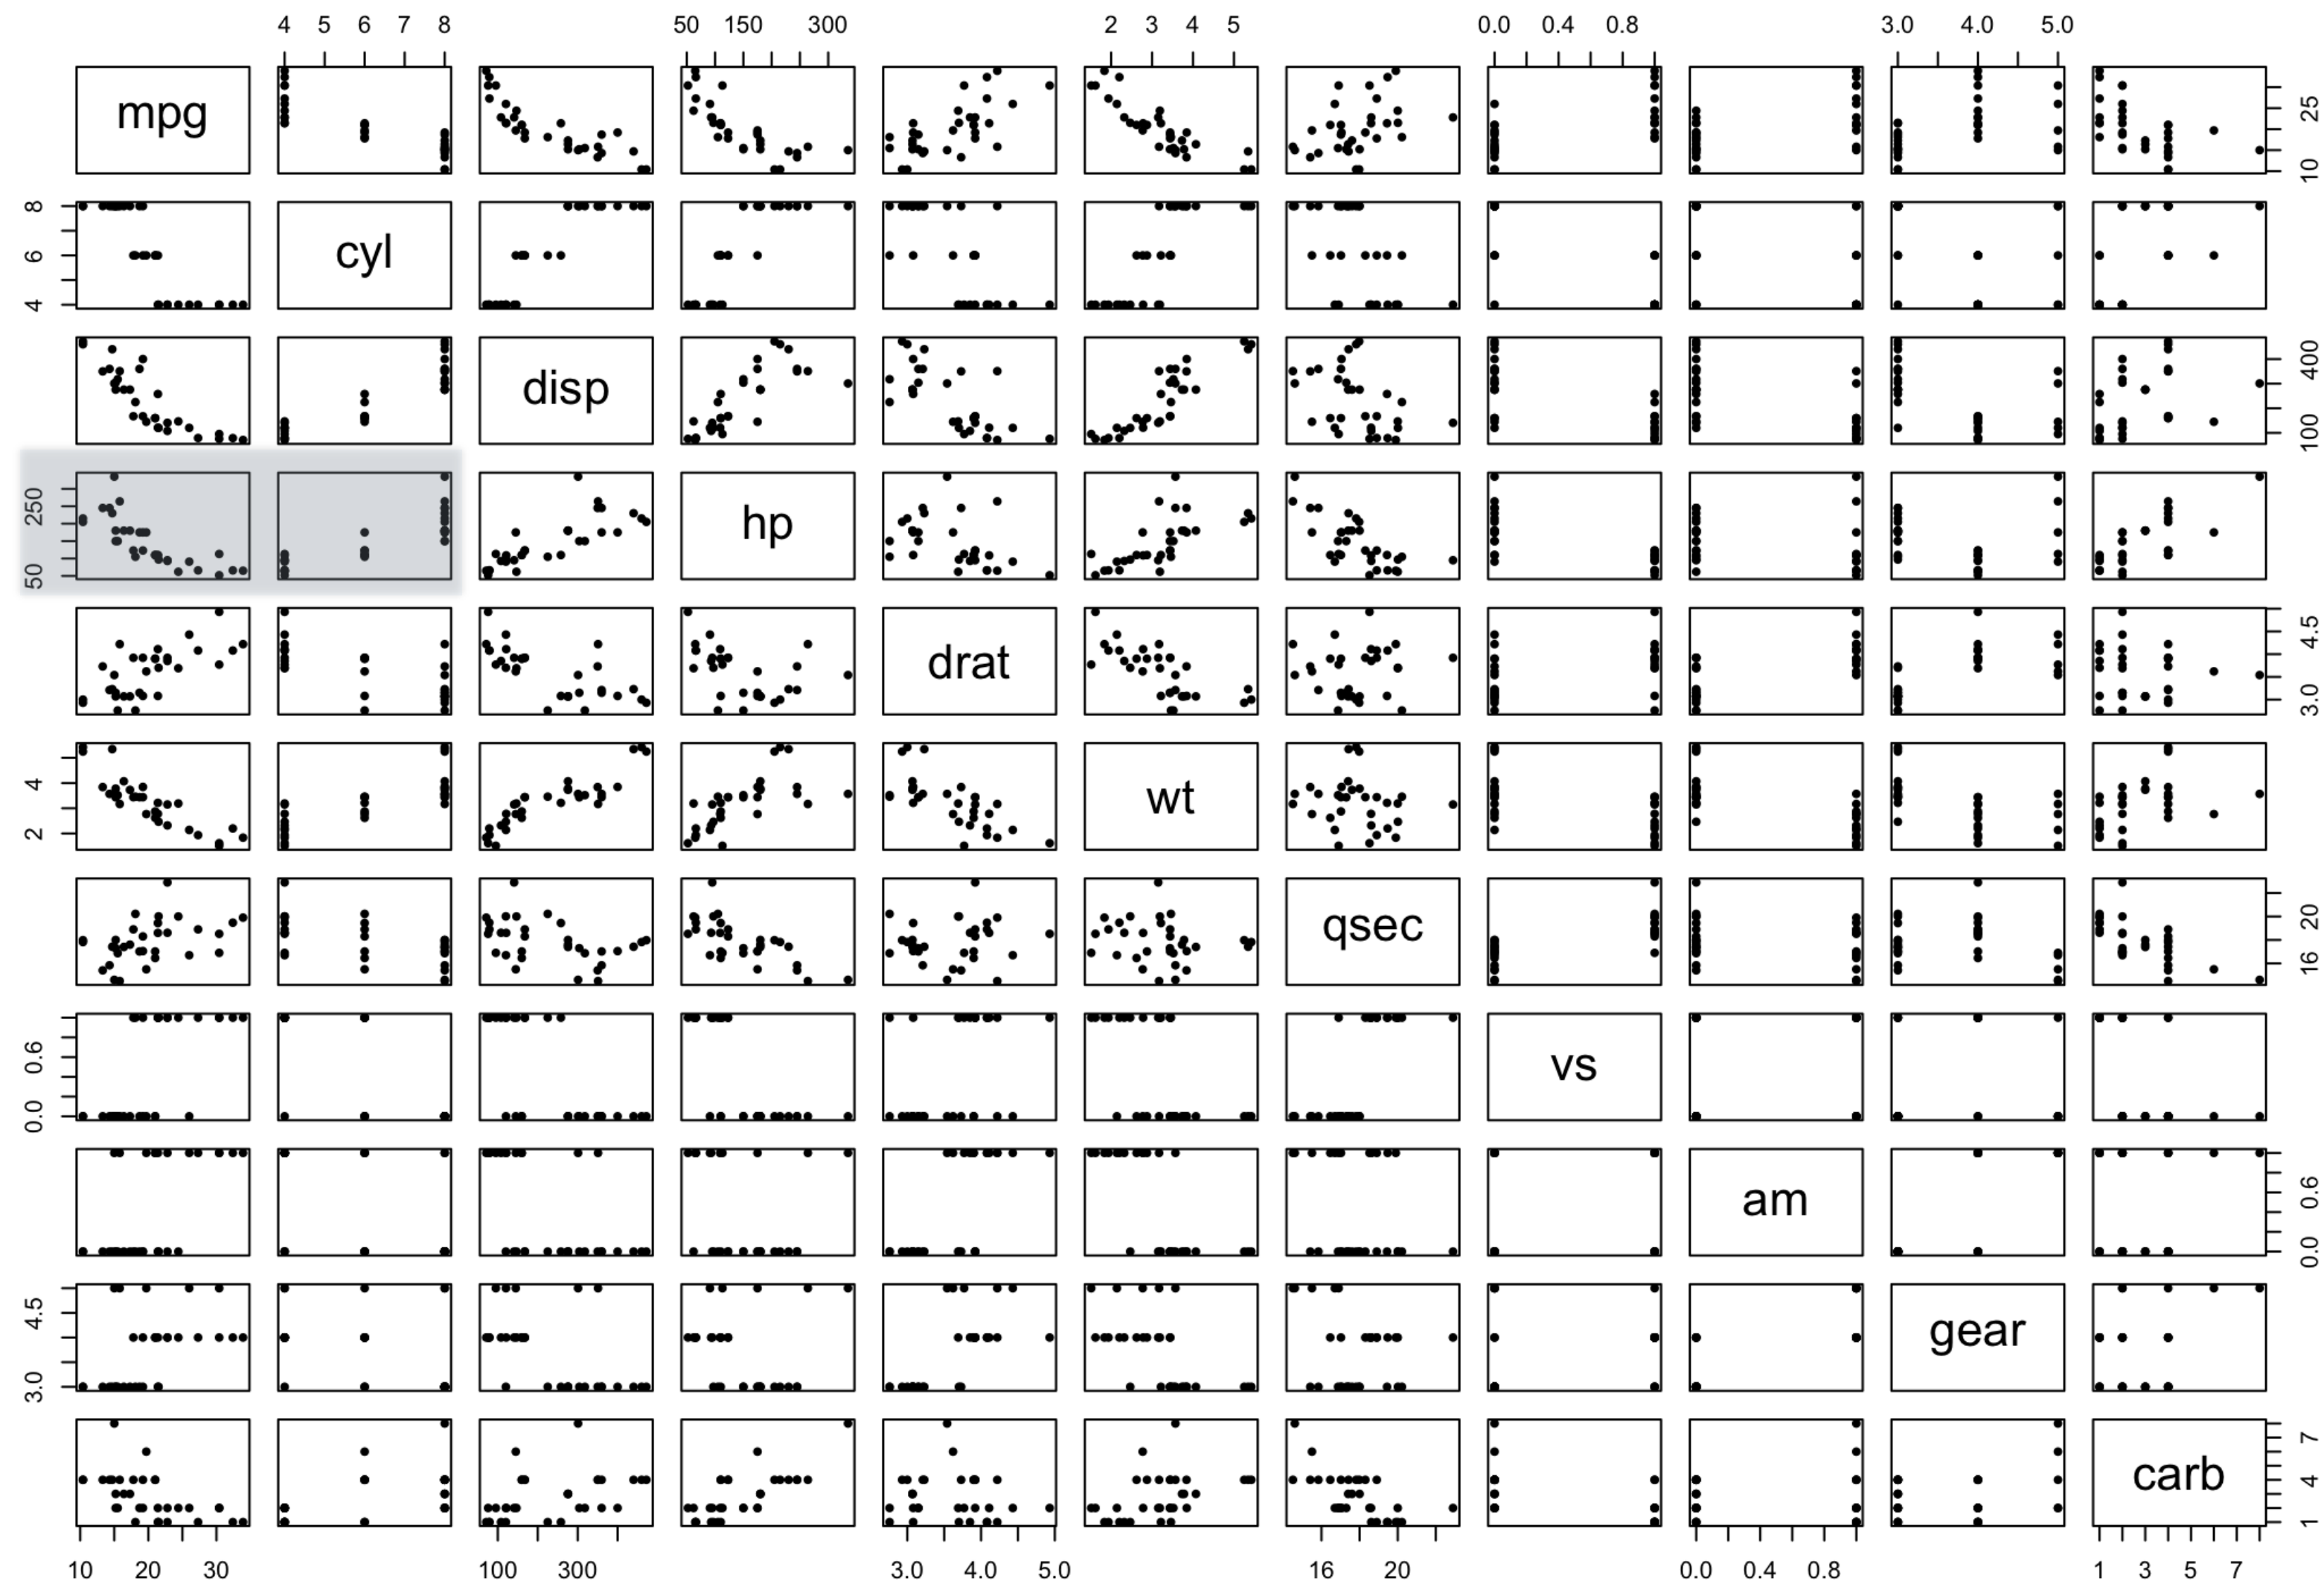 4 5 6 7 8 50 150 300 2 3 4 5 0.0 0.4 0.8 3.0 4.0 5.0
mpg 10 25
4 6 8 cyl
disp 100 400
50 250 hp
drat 3.0 4.5
2 4 wt
qsec 16 20
0.0 0.6 vs
am 0.0 0.6
3.0 4.5 gear
carb 1 4 7
10 20 30 100 300 3.0 4.0 5.0 16 20 0.0 0.4 0.8 1 3 5 7